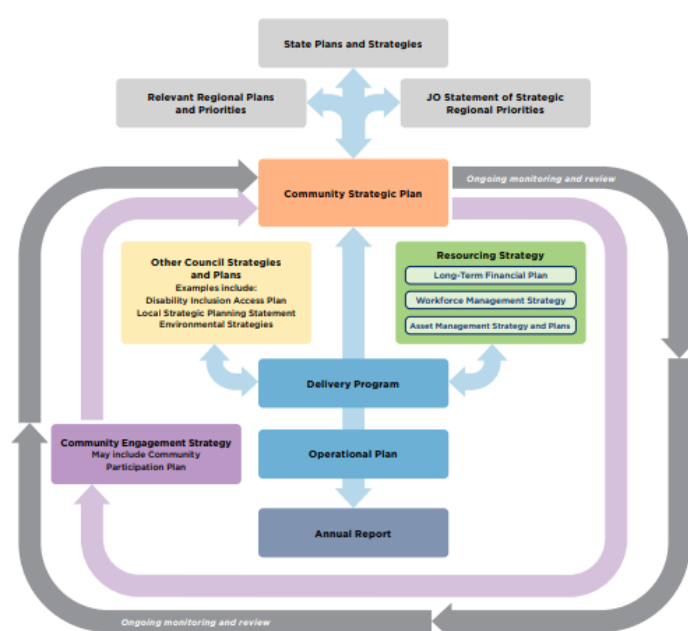 State Plans and Strategies
Relevant Regional Plans
and Priorities
JO Statement of Strategic
Regional Priorities
Community Strategic Plan
Ongoing monitoring and review
Other Council Strategies
and Plans
Examples include:
Disability Inclusion Access Plan
Local Strategic Planning Statement
Environmental Strategies
Resourcing Strategy
Long-Term Financial Plan
Workforce Management Strategy
Asset Management Strategy and Plans
Delivery Program
Community Engagement Strategy
May include Community
Participation Plan
Operational Plan
Annual Report
Ongoing monitoring and review